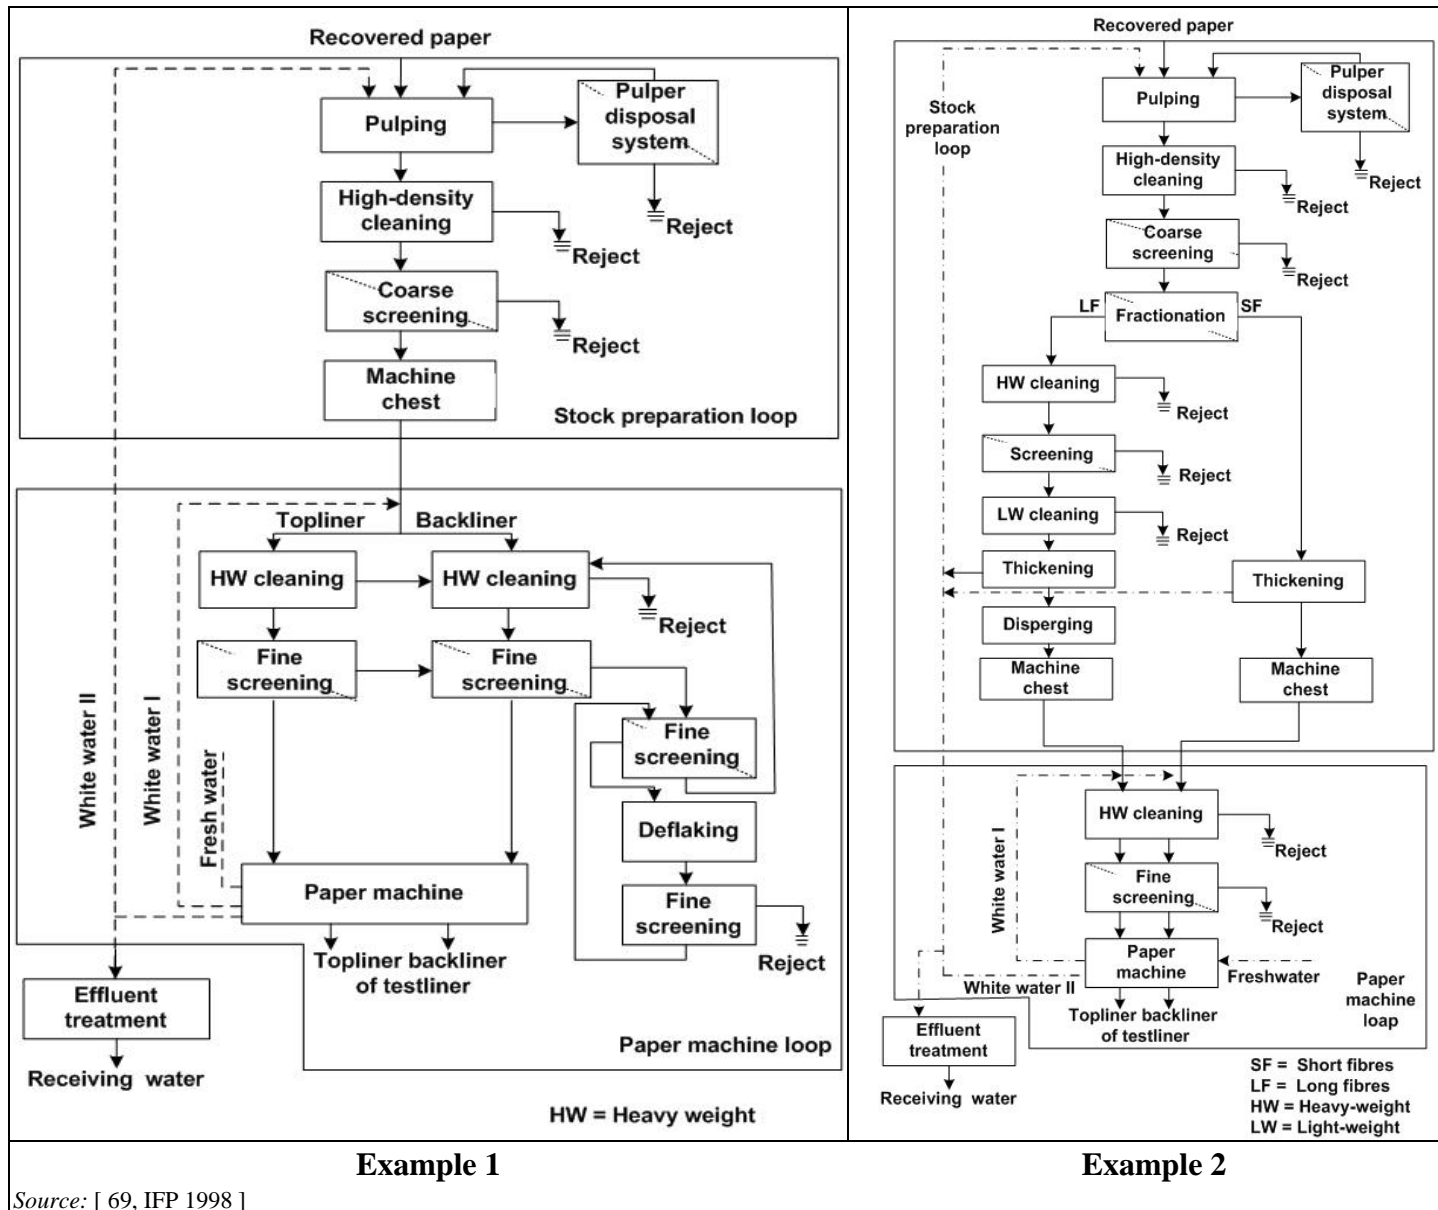 Recovered paper
Pulping
Pulper
disposal
system
High-density
cleaning
Reject
Reject
Coarse
screening
Reject
Machine
chest
Stock preparation loop
Topliner
Backliner
HW cleaning
HW cleaning
Reject
Fine
screening
Fine
screening
White water II
White water I
Fresh water
Fine
screening
Deflaking
Paper machine
Fine
screening
Reject
Topliner backliner
of testliner
Effluent
treatment
Paper machine loop
Receiving water
HW = Heavy weight
Example 1
Recovered paper
Stock
preparation
loop
Pulping
Pulper
disposal
system
High-density
cleaning
Reject
Reject
Coarse
screening
Reject
LF
Fractionation
SF
HW cleaning
Reject
Screening
Reject
LW cleaning
Reject
Thickening
Thickening
Disperging
Machine
chest
Machine
chest
HW cleaning
Reject
White water I
Fine
screening
Reject
Paper
machine
Freshwater
White water II
Paper
machine
loap
Topliner backliner
of testliner
Effluent
treatment
Receiving water
SF = Short fibres
LF = Long fibres
HW = Heavy-weight
LW = Light-weight
Example 2
Source: [ 69, IFP 1998 ]